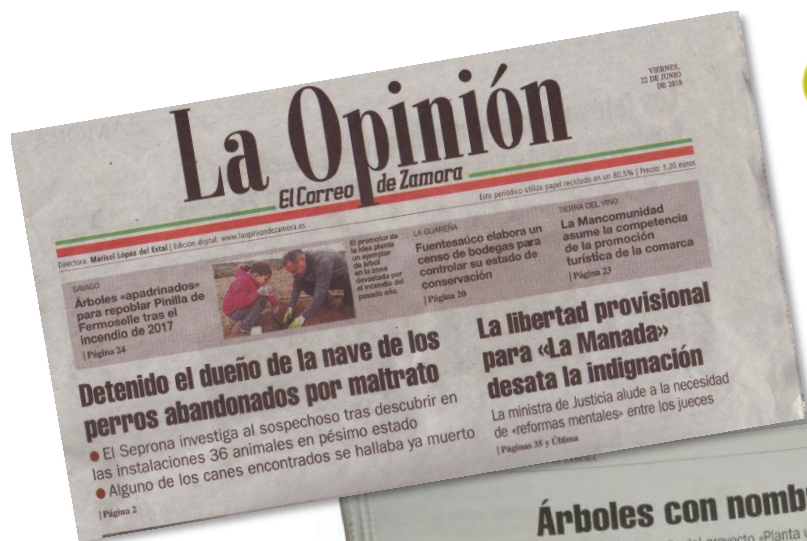 VIERNES,
22 DE JUNIO
DE 2018
La Opinión
El Correo de Zamora
Directora: Marisol López del Estal | Edición digital: www.laopiniondezamora.es
Este periódico utiliza papel reciclado en un 80,5% | Precio: 1,20 euros
SAYAGO
Árboles «apadrinados»
para repoblar Pinilla de
Fermoselle tras el
incendio de 2017
| Página 24
El promotor de
la idea planta
un ejemplar
de árbol
en la zona
devastada por
el incendio del
pasado año.
LA GUAREÑA
Fuentesaúco elabora un
censo de bodegas para
controlar su estado de
conservación
| Página 20
TIERRA DEL VINO
La Mancomunidad
asume la competencia
de la promoción
turística de la comarca
| Página 23
Detenido el dueño de la nave de los
perros abandonados por maltrato
● El Seprona investiga al sospechoso tras descubrir en
las instalaciones 36 animales en pésimo estado
● Alguno de los canes encontrados se hallaba ya muerto
| Página 2
La libertad provisional
para «La Manada»
desata la indignación
La ministra de Justicia alude a la necesidad
de «reformas mentales» entre los jueces
| Páginas 35 y Última
Árboles con nomb
proyecto «Planta